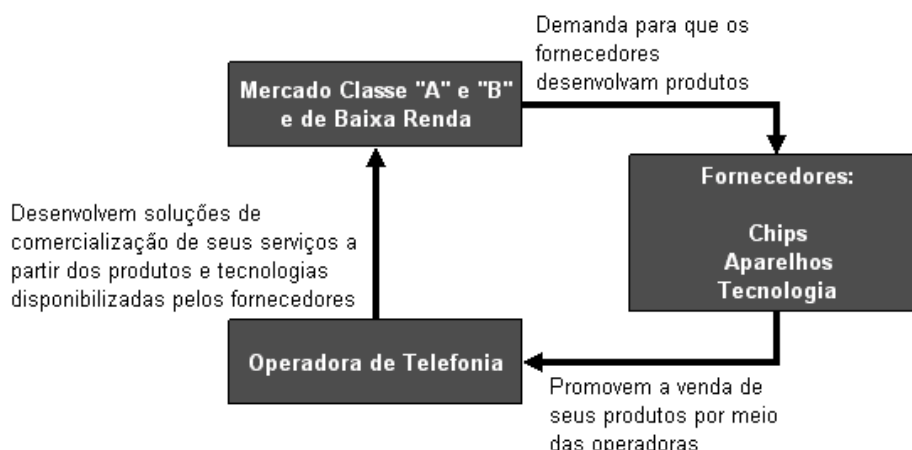 Demanda para que os
fornecedores
desenvolvam produtos
Mercado Classe "A" e "B"
e de Baixa Renda
Fornecedores:
Chips
Aparelhos
Tecnologia
Desenvolvem soluções de
comercialização de seus serviços a
partir dos produtos e tecnologias
disponibilizadas pelos fornecedores
Operadora de Telefonia
Promovem a venda de
seus produtos por meio
das operadoras